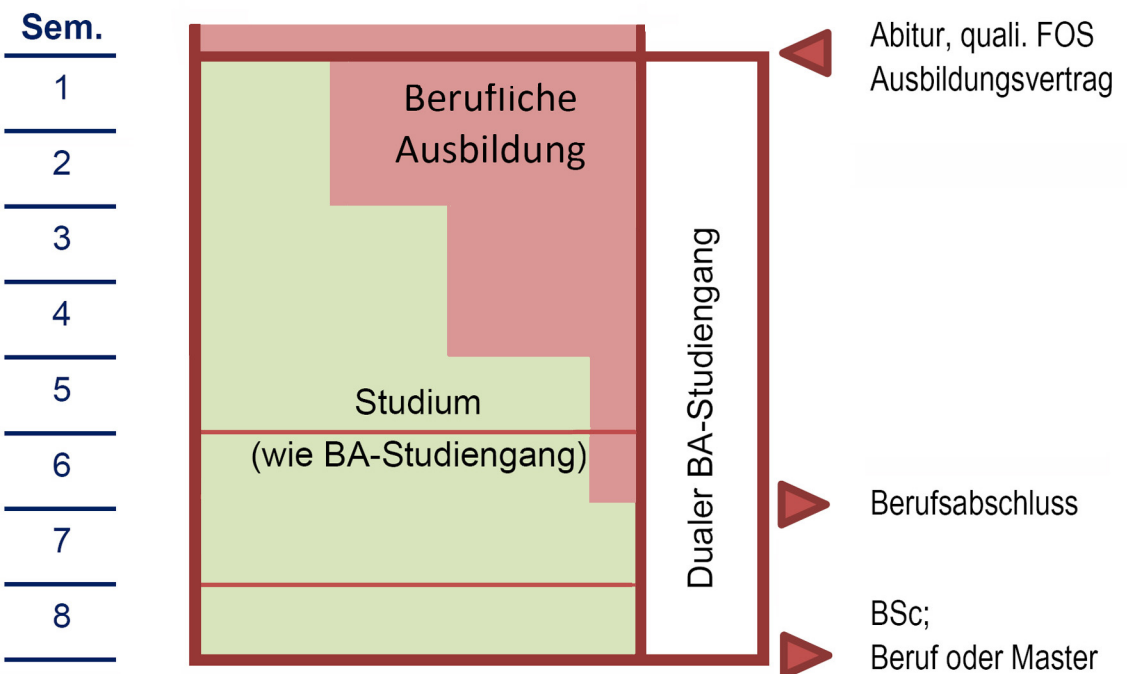 Sem.
1
2
3
4
5
6
7
8
Berufliche
Ausbildung
Studium
(wie BA-Studiengang)
Dualer BA-Studiengang
Abitur, quali. FOS
Ausbildungsvertrag
Berufsabschluss
BSc;
Beruf oder Master